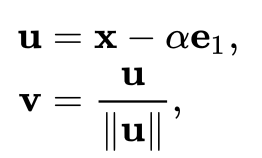 𝐮 = 𝐱 − α𝐞₁,
𝐯 = 𝐮 / ‖𝐮‖,